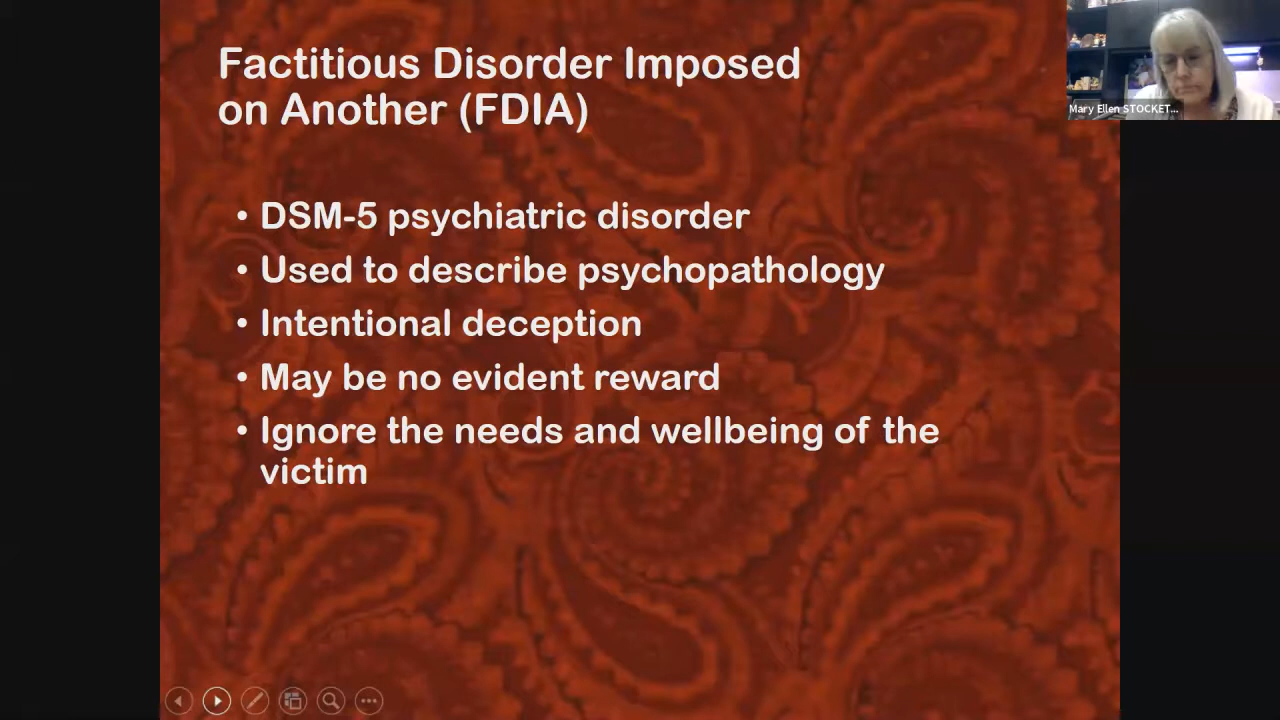 Factitious Disorder Imposed
on Another (FDIA)
• DSM-5 psychiatric disorder
• Used to describe psychopathology
• Intentional deception
• May be no evident reward
• Ignore the needs and wellbeing of the
victim
Mary Ellen STOCKET...